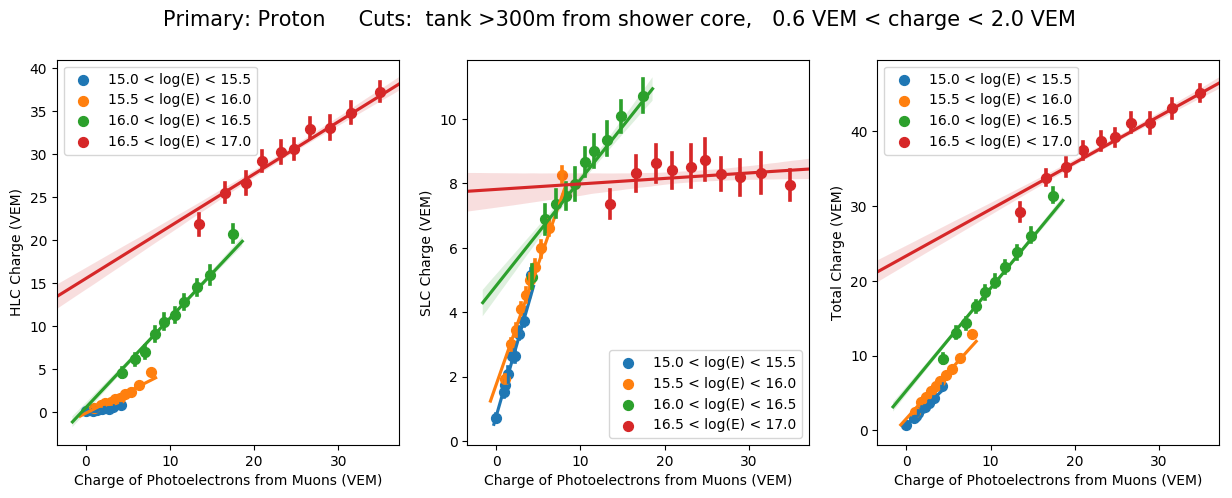 Primary: Proton     Cuts:  tank >300m from shower core,   0.6 VEM < charge < 2.0 VEM
HLC Charge (VEM)
40
35
30
25
20
15
10
5
0
15.0 < log(E) < 15.5
15.5 < log(E) < 16.0
16.0 < log(E) < 16.5
16.5 < log(E) < 17.0
0 10 20 30
Charge of Photoelectrons from Muons (VEM)
SLC Charge (VEM)
10
8
6
4
2
0
15.0 < log(E) < 15.5
15.5 < log(E) < 16.0
16.0 < log(E) < 16.5
16.5 < log(E) < 17.0
0 10 20 30
Charge of Photoelectrons from Muons (VEM)
Total Charge (VEM)
40
30
20
10
0
15.0 < log(E) < 15.5
15.5 < log(E) < 16.0
16.0 < log(E) < 16.5
16.5 < log(E) < 17.0
0 10 20 30
Charge of Photoelectrons from Muons (VEM)